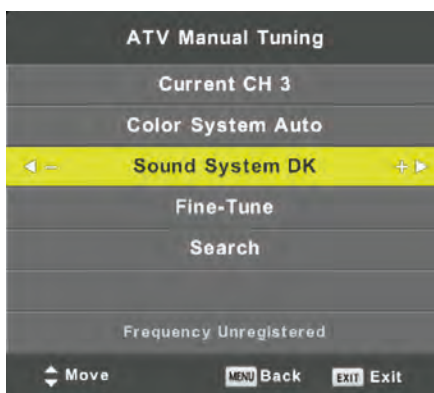 ATV Manual Tuning
Current CH 3
Color System Auto
- Sound System DK +
Fine-Tune
Search
Frequency Unregistered
Move MENU Back EXIT Exit